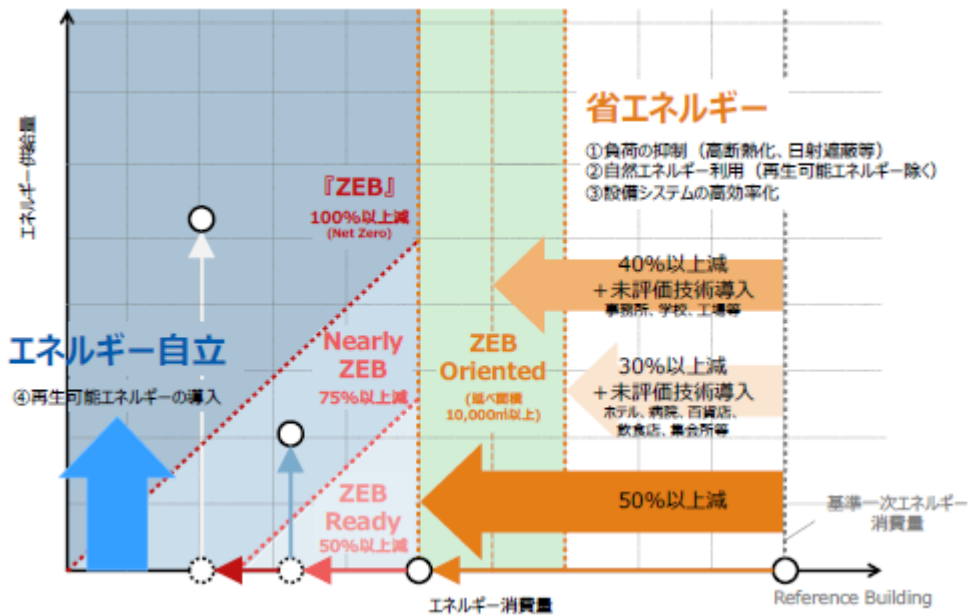 エネルギー供給量
省エネルギー
①負荷の抑制（高断熱化、日射遮蔽等）
②自然エネルギー利用（再生可能エネルギー除く）
③設備システムの高効率化
『ZEB』
100%以上減
(Net Zero)
40%以上減
＋未評価技術導入
事務所、学校、工場等
エネルギー自立
④再生可能エネルギーの導入
Nearly
ZEB
75%以上減
ZEB
Oriented
(延べ面積
10,000㎡以上)
30%以上減
＋未評価技術導入
ホテル、病院、百貨店、
飲食店、集会所等
ZEB
Ready
50%以上減
50%以上減
基準一次エネルギー
消費量
エネルギー消費量
Reference Building